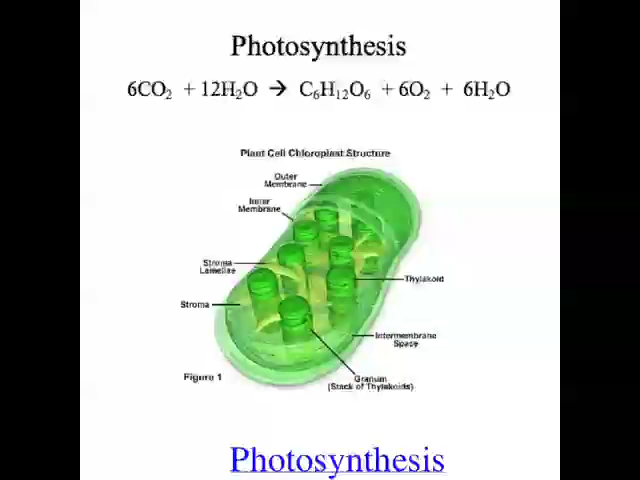 Photosynthesis
6CO₂ + 12H₂O → C₆H₁₂O₆ + 6O₂ + 6H₂O
Plant Cell Chloroplast Structure
Outer
Membrane
Inner
Membrane
Stroma
Lamellae
Thylakoid
Stroma
Intermembrane
Space
Figure 1
Granum
(Stack of Thylakoids)
Photosynthesis